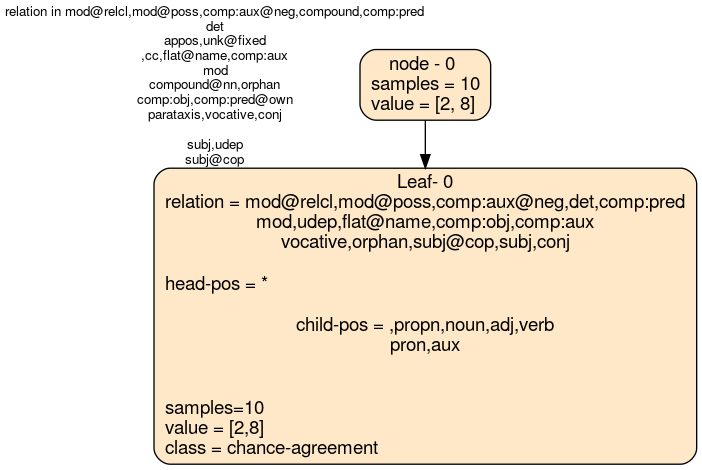 relation in mod@relcl,mod@poss,comp:aux@neg,compound,comp:pred
det
appos,unk@fixed
,cc,flat@name,comp:aux
mod
compound@nn,orphan
comp:obj,comp:pred@own
parataxis,vocative,conj
subj,udep
subj@cop
node - 0
samples = 10
value = [2, 8]
Leaf- 0
relation = mod@relcl,mod@poss,comp:aux@neg,det,comp:pred
mod,udep,flat@name,comp:obj,comp:aux
vocative,orphan,subj@cop,subj,conj
head-pos = *
child-pos = ,propn,noun,adj,verb
pron,aux
samples=10
value = [2,8]
class = chance-agreement